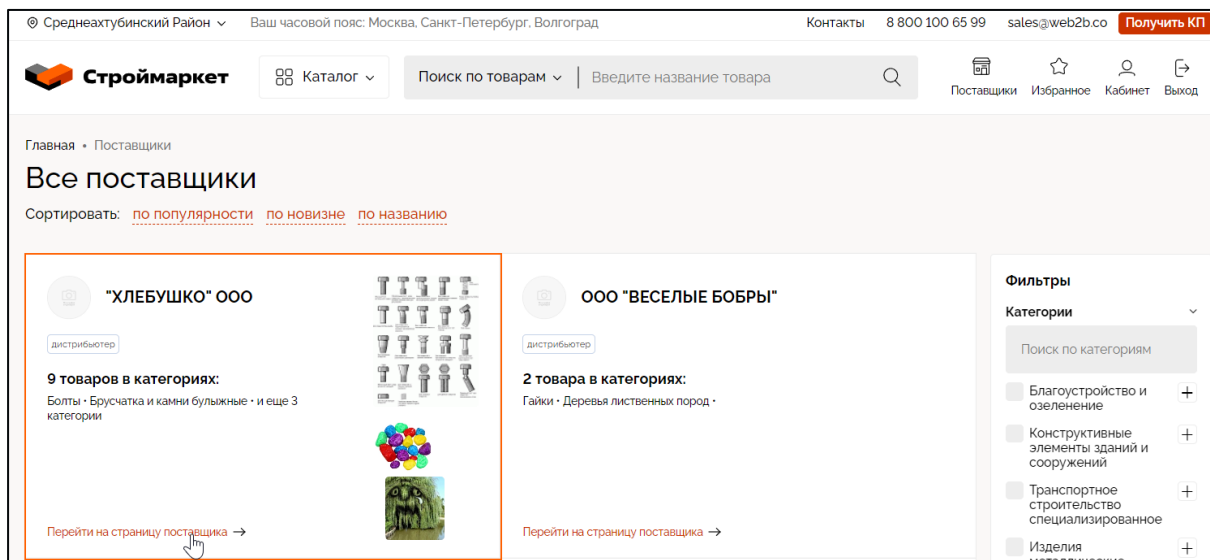 Среднеахтубинский Район
Ваш часовой пояс: Москва, Санкт-Петербург, Волгоград
Контакты
8 800 100 65 99
sales@web2b.co
Получить КП
Строймаркет
Каталог
Поиск по товарам
Введите название товара
Поставщики
Избранное
Кабинет
Выход
Главная • Поставщики
Все поставщики
Сортировать: по популярности по новизне по названию
"ХЛЕБУШКО" ООО
дистрибьютер
9 товаров в категориях:
Болты • Брусчатка и камни булыжные • и еще 3
категории
Перейти на страницу поставщика →
ООО "ВЕСЕЛЫЕ БОБРЫ"
дистрибьютер
2 товара в категориях:
Гайки • Деревья лиственных пород •
Перейти на страницу поставщика →
Фильтры
Категории
Поиск по категориям
Благоустройство и
озеленение
Конструктивные
элементы зданий и
сооружений
Транспортное
строительство
специализированное
Изделия